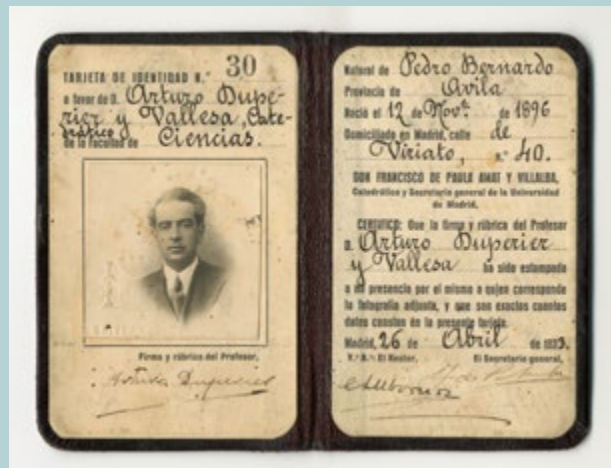 TARJETA DE IDENTIDAD N.° 30
a favor de D. Arturo Dupé-
rier y Vallesa, Cate-
drático
de la Facultad de Ciencias.
Firma y rúbrica del Profesor,
Arturo Duperier
Natural de Pedro Bernardo
Provincia de Avila
Nació el 12 de Novᵉ. de 1896
Domiciliado en Madrid, calle de
Viriato, n.° 40.
DON FRANCISCO DE PAULA AMAT Y VILLALBA,
Catedrático y Secretario general de la Universidad
de Madrid.
CERTIFICO: Que la firma y rúbrica del Profesor
D. Arturo Duperier
y Vallesa ha sido estampada
a mi presencia por el mismo a quien corresponde
la fotografía adjunta, y que son exactos cuantos
datos constan en la presente tarjeta.
Madrid, 26 de Abril de 1933.
V.° B.°: El Rector, El Secretario general,